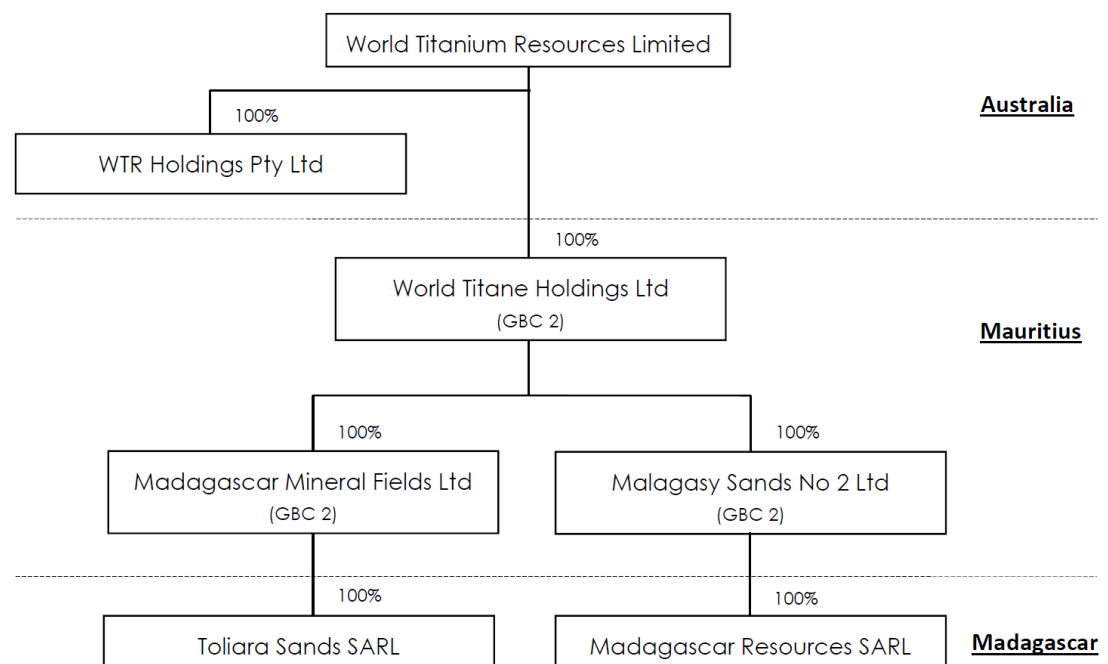 World Titanium Resources Limited
Australia
100%
WTR Holdings Pty Ltd
100%
World Titane Holdings Ltd
(GBC 2)
Mauritius
100%
100%
Madagascar Mineral Fields Ltd
(GBC 2)
Malagasy Sands No 2 Ltd
(GBC 2)
100%
100%
Toliara Sands SARL
Madagascar Resources SARL
Madagascar